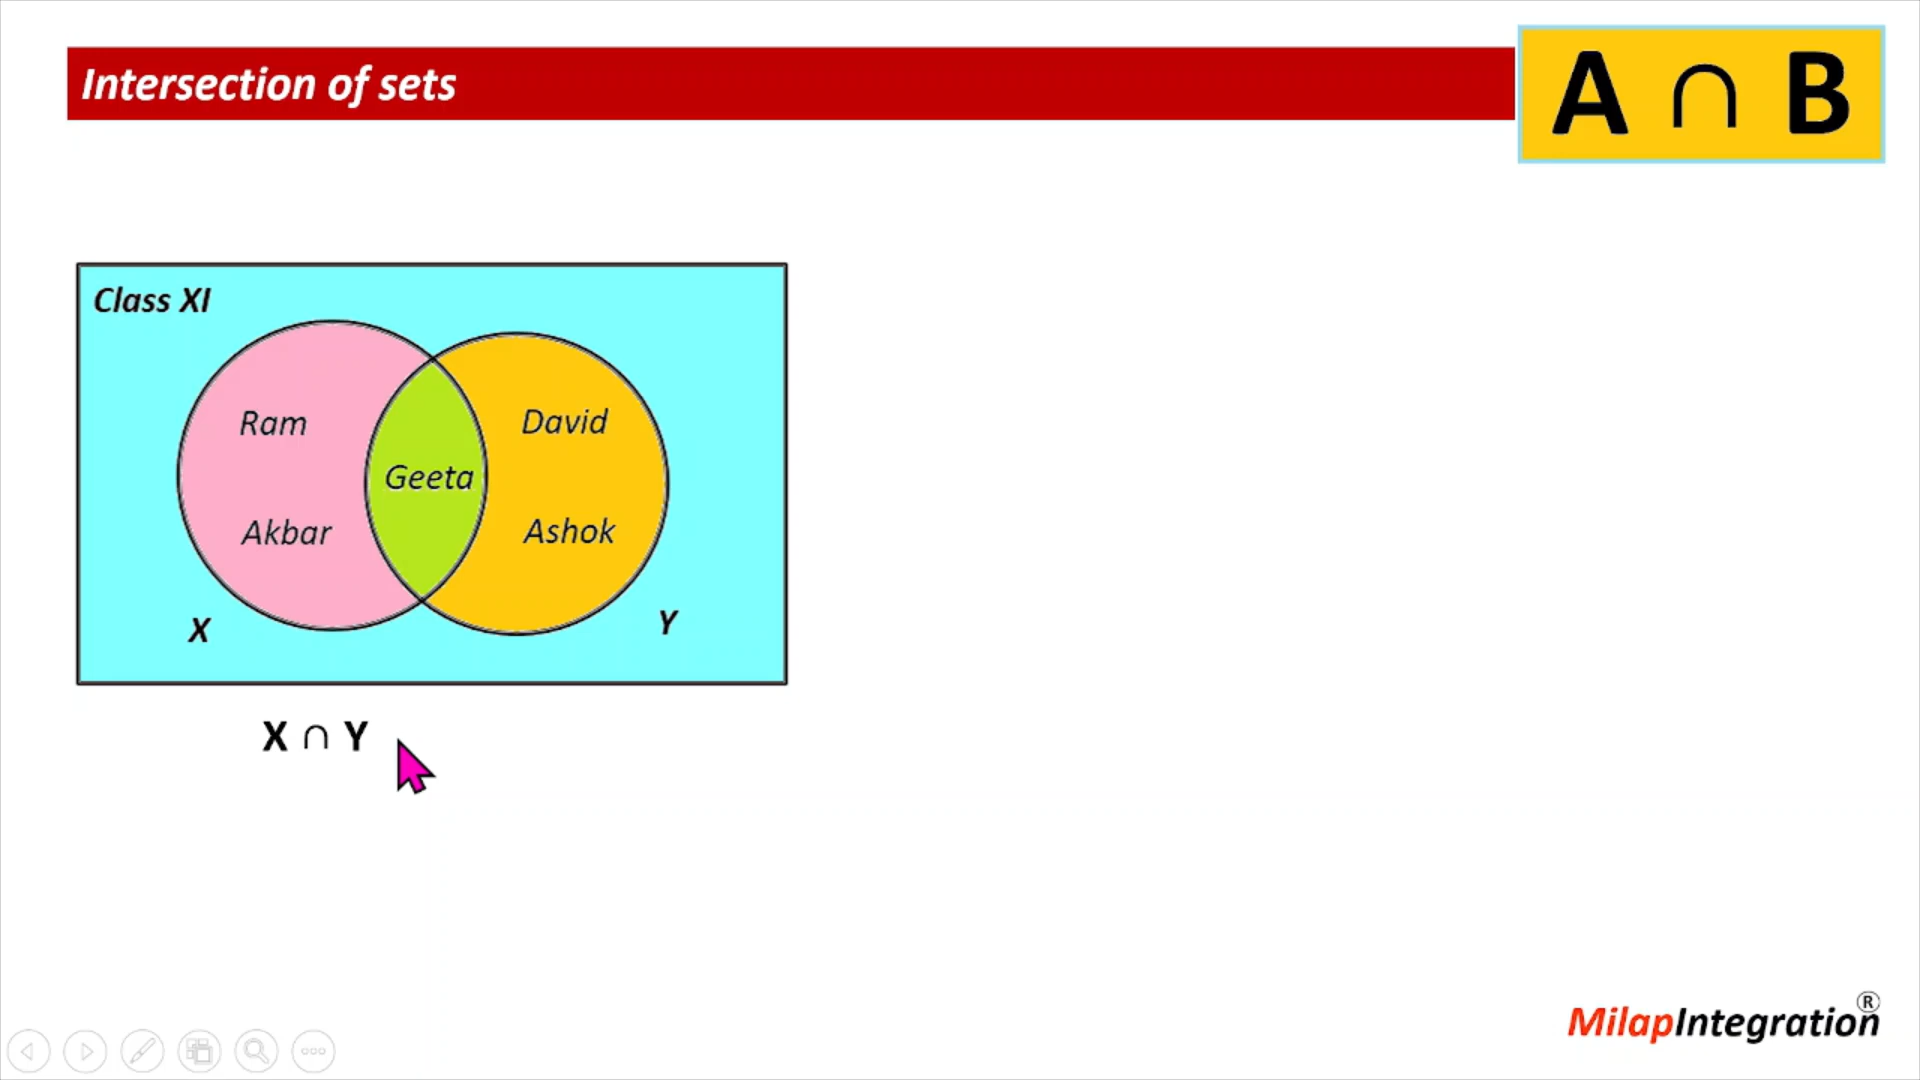 Intersection of sets
A ∩ B
Class XI
Ram
David
Geeta
Akbar
Ashok
X
Y
X ∩ Y
MilapIntegration®